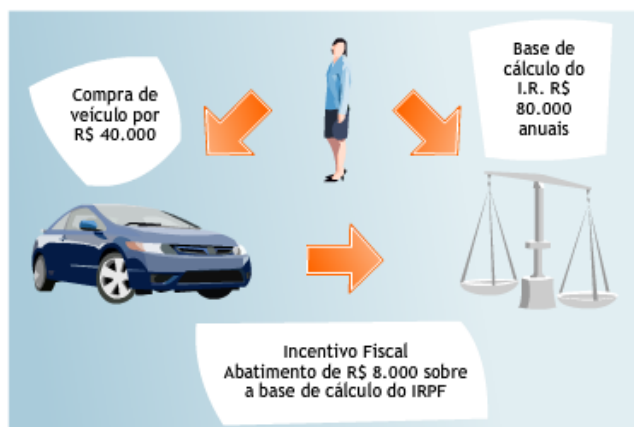 Compra de
veículo por
R$ 40.000
Base de
cálculo do
I.R. R$
80.000
anuais
Incentivo Fiscal
Abatimento de R$ 8.000 sobre
a base de cálculo do IRPF